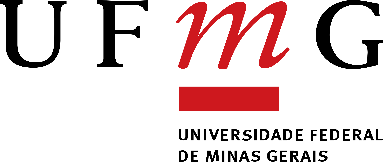 UFmG
UNIVERSIDADE FEDERAL
DE MINAS GERAIS